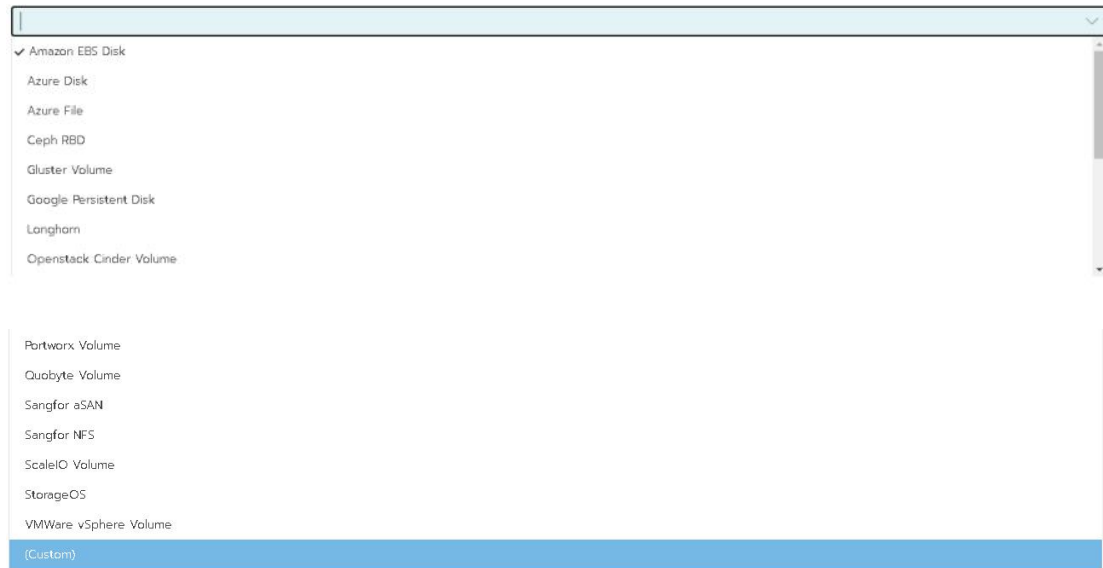 Amazon EBS Disk
Azure Disk
Azure File
Ceph RBD
Gluster Volume
Google Persistent Disk
Longhorn
Openstack Cinder Volume
Portworx Volume
Quobyte Volume
Sangfor aSAN
Sangfor NFS
ScaleIO Volume
StorageOS
VMWare vSphere Volume
(Custom)